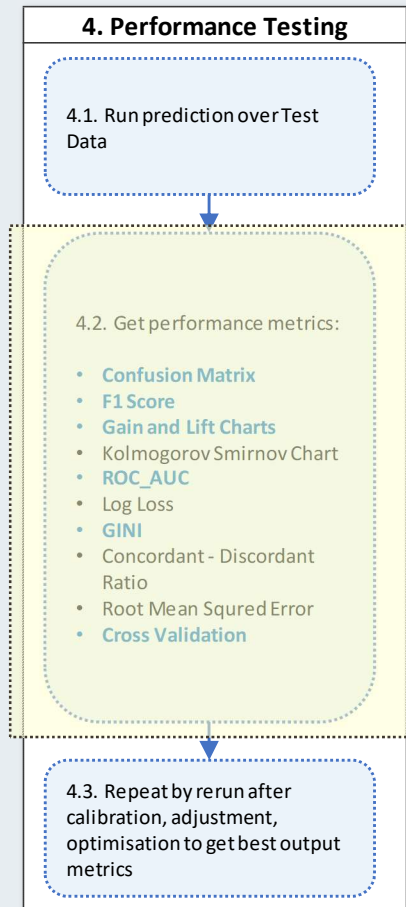 4. Performance Testing
4.1. Run prediction over Test
Data
4.2. Get performance metrics:
• Confusion Matrix
• F1 Score
• Gain and Lift Charts
• Kolmogorov Smirnov Chart
• ROC_AUC
• Log Loss
• GINI
• Concordant - Discordant
Ratio
• Root Mean Squred Error
• Cross Validation
4.3. Repeat by rerun after
calibration, adjustment,
optimisation to get best output
metrics